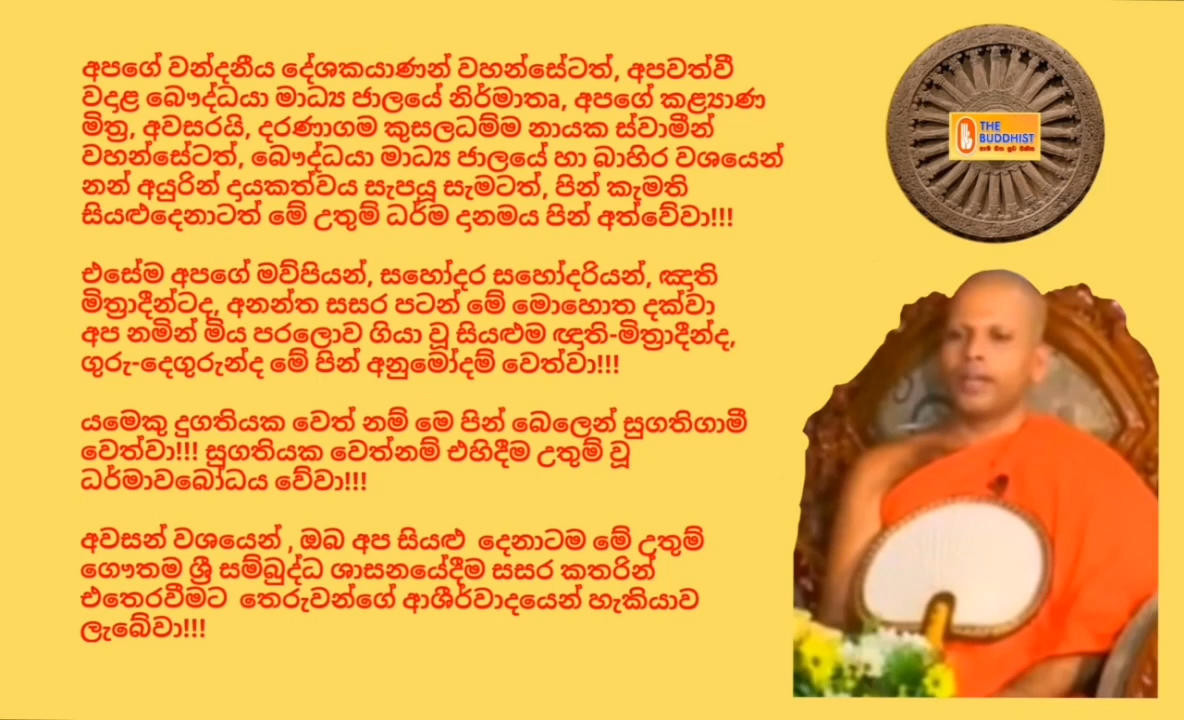 අපගේ වන්දනීය දේශකයාණන් වහන්සේටත්, අපවත්වී
වදාළ බෞද්ධයා මාධ්‍ය ජාලයේ නිර්මාතෘ, අපගේ කළ්‍යාණ
මිත්‍ර, අවසරයි, දරණාගම කුසලධම්ම නායක ස්වාමීන්
වහන්සේටත්, බෞද්ධයා මාධ්‍ය ජාලයේ හා බාහිර වශයෙන්
නන් අයුරින් දායකත්වය සැපයූ සැමටත්, පින් කැමති
සියළුදෙනාටත් මේ උතුම් ධර්ම දානමය පින් අත්වේවා!!!
එසේම අපගේ මව්පියන්, සහෝදර සහෝදරියන්, ඤාති
මිත්‍රාදීන්ටද, අනන්ත සසර පටන් මේ මොහොත දක්වා
අප නමින් මිය පරලොව ගියා වූ සියළුම ඥාති-මිත්‍රාදීන්ද,
ගුරු-දෙගුරුන්ද මේ පින් අනුමෝදම් වෙත්වා!!!
යමෙකු දුගතියක වෙත් නම් මෙ පින් බෙලෙන් සුගතිගාමී
වෙත්වා!!! සුගතියක වෙත්නම් එහිදීම උතුම් වූ
ධර්මාවබෝධය වේවා!!!
අවසන් වශයෙන් , ඔබ අප සියළු දෙනාටම මේ උතුම්
ගෞතම ශ්‍රී සම්බුද්ධ ශාසනයේදීම සසර කතරින්
එතෙරවීමට තෙරුවන්ගේ ආශීර්වාදයෙන් හැකියාව
ලැබේවා!!!
THE
BUDDHIST